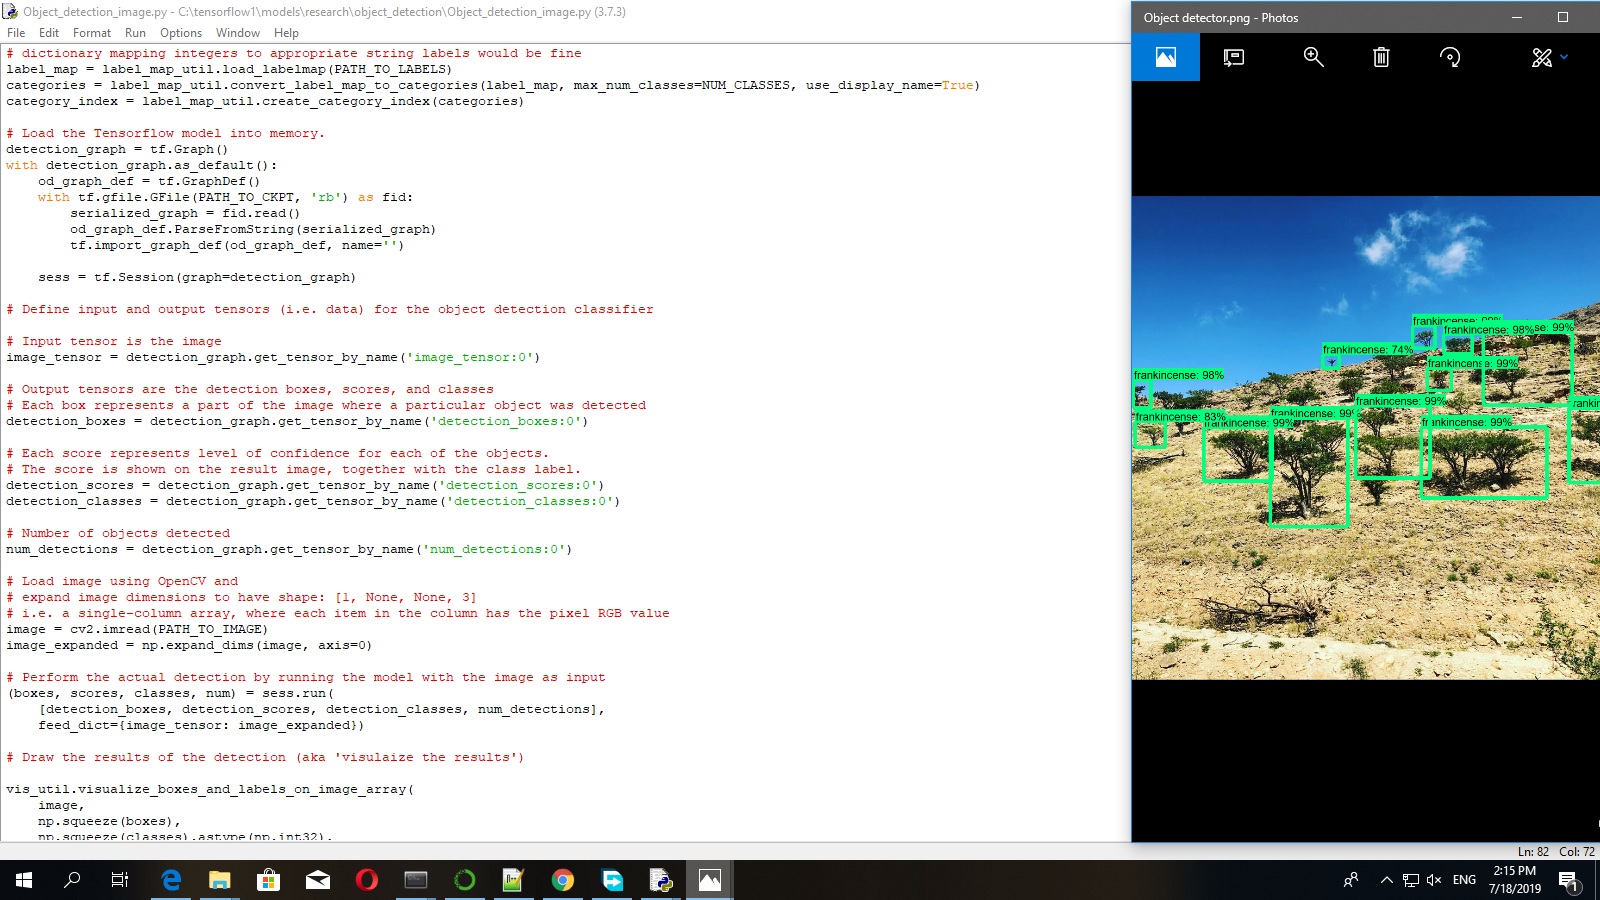 Object_detection_image.py - C:\tensorflow1\models\research\object_detection\Object_detection_image.py (3.7.3)
File Edit Format Run Options Window Help
# dictionary mapping integers to appropriate string labels would be fine
label_map = label_map_util.load_labelmap(PATH_TO_LABELS)
categories = label_map_util.convert_label_map_to_categories(label_map, max_num_classes=NUM_CLASSES, use_display_name=True)
category_index = label_map_util.create_category_index(categories)
# Load the Tensorflow model into memory.
detection_graph = tf.Graph()
with detection_graph.as_default():
    od_graph_def = tf.GraphDef()
    with tf.gfile.GFile(PATH_TO_CKPT, 'rb') as fid:
        serialized_graph = fid.read()
        od_graph_def.ParseFromString(serialized_graph)
        tf.import_graph_def(od_graph_def, name='')
    sess = tf.Session(graph=detection_graph)
# Define input and output tensors (i.e. data) for the object detection classifier
# Input tensor is the image
image_tensor = detection_graph.get_tensor_by_name('image_tensor:0')
# Output tensors are the detection boxes, scores, and classes
# Each box represents a part of the image where a particular object was detected
detection_boxes = detection_graph.get_tensor_by_name('detection_boxes:0')
# Each score represents level of confidence for each of the objects.
# The score is shown on the result image, together with the class label.
detection_scores = detection_graph.get_tensor_by_name('detection_scores:0')
detection_classes = detection_graph.get_tensor_by_name('detection_classes:0')
# Number of objects detected
num_detections = detection_graph.get_tensor_by_name('num_detections:0')
# Load image using OpenCV and
# expand image dimensions to have shape: [1, None, None, 3]
# i.e. a single-column array, where each item in the column has the pixel RGB value
image = cv2.imread(PATH_TO_IMAGE)
image_expanded = np.expand_dims(image, axis=0)
# Perform the actual detection by running the model with the image as input
(boxes, scores, classes, num) = sess.run(
    [detection_boxes, detection_scores, detection_classes, num_detections],
    feed_dict={image_tensor: image_expanded})
# Draw the results of the detection (aka 'visulaize the results')
vis_util.visualize_boxes_and_labels_on_image_array(
    image,
    np.squeeze(boxes),
    np.squeeze(classes).astype(np.int32),
Object detector.png - Photos
frankincense: 99%
frankincense: 98%
se: 99%
frankincense: 74%
frankincense: 99%
frankincense: 98%
frankincense: 99%
frankin
frankincense: 83%
frankincense: 99%
frankincense: 99%
frankincense: 99%
Ln: 82 Col: 72
ENG
2:15 PM
7/18/2019
1